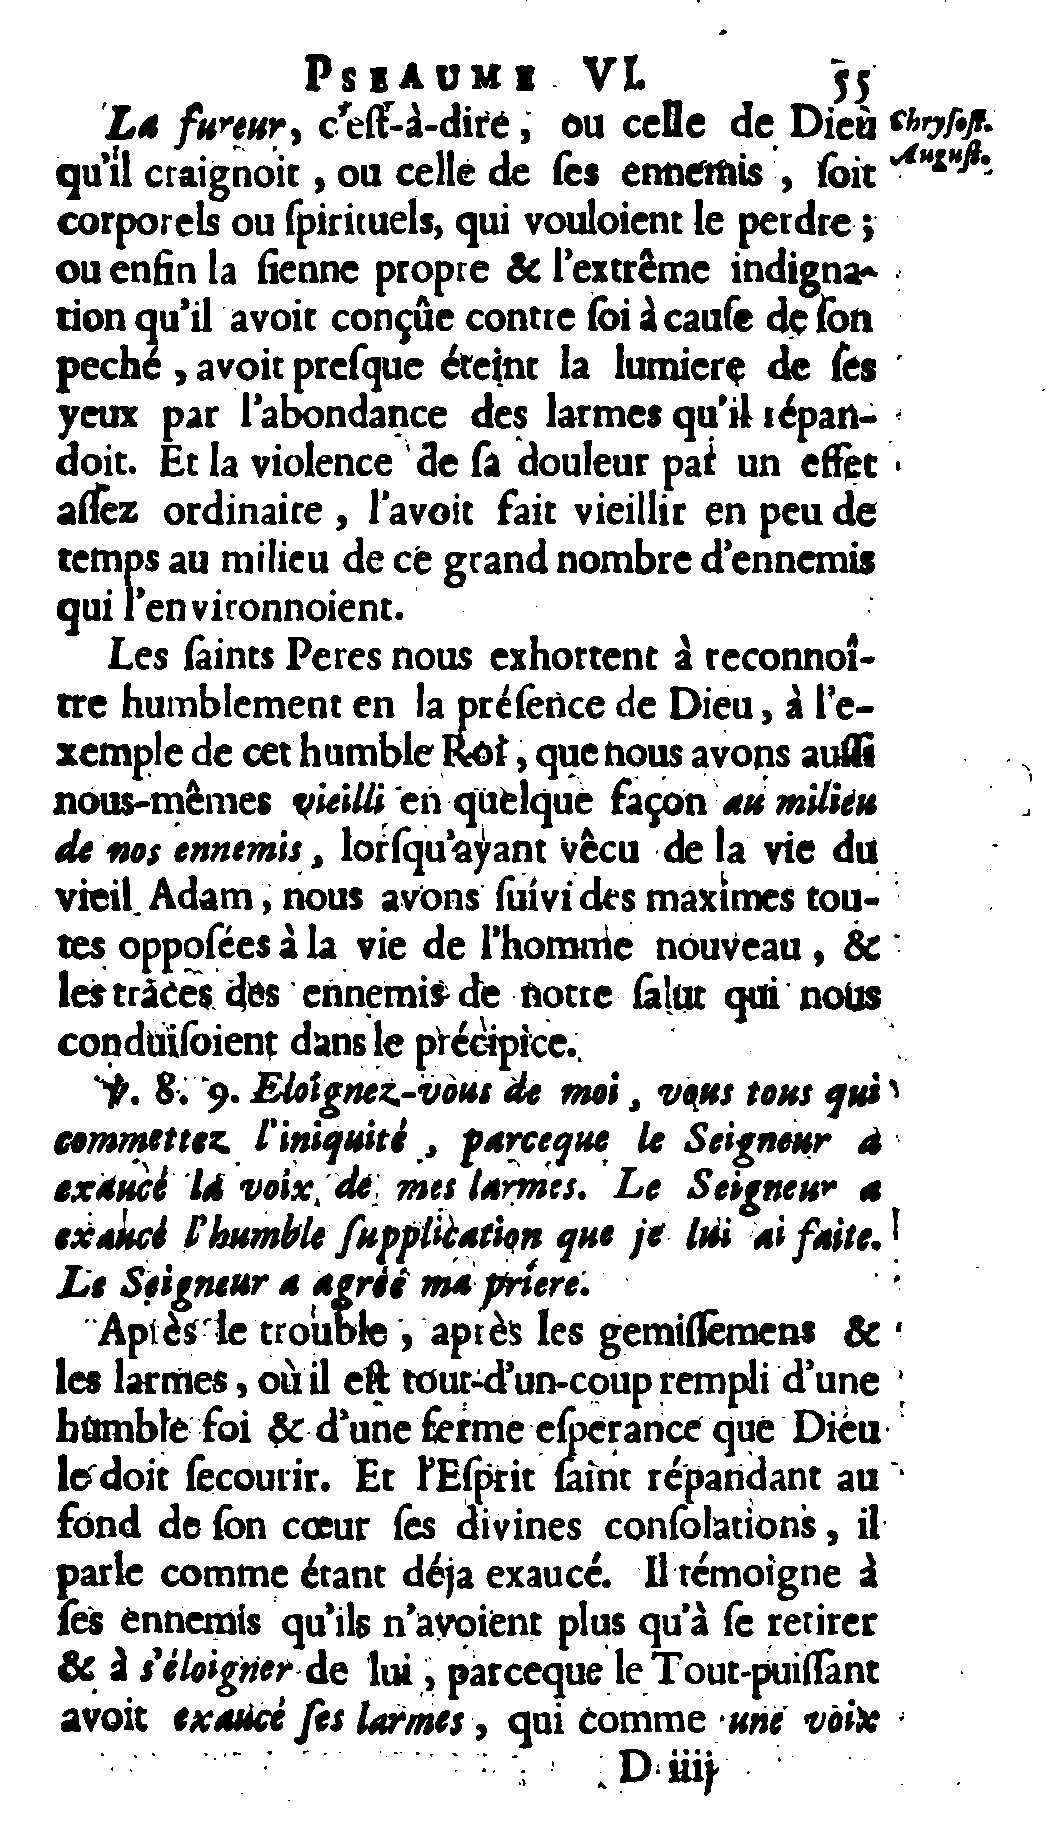 PSEAUME VI. 55
La fureur, c'eſt-à-dire, ou celle de Dieu Chryſoſt.
qu'il craignoit, ou celle de ſes ennemis, ſoit Auguſt.
corporels ou ſpirituels, qui vouloient le perdre;
ou enfin la ſienne propre & l'extrême indigna-
tion qu'il avoit conçûe contre ſoi à cauſe de ſon
peché, avoit preſque éteint la lumiere de ſes
yeux par l'abondance des larmes qu'il répan-
doit. Et la violence de ſa douleur par un effet
aſſez ordinaire, l'avoit fait vieillir en peu de
temps au milieu de ce grand nombre d'ennemis
qui l'environnoient.
Les ſaints Peres nous exhortent à reconnoî-
tre humblement en la préſence de Dieu, à l'e-
xemple de cet humble Roi, que nous avons auſſi
nous-mêmes vieilli en quelque façon au milieu
de nos ennemis, lorſqu'ayant vêcu de la vie du
vieil Adam, nous avons ſuivi des maximes tou-
tes oppoſées à la vie de l'homme nouveau, &
les traces des ennemis de notre ſalut qui nous
conduiſoient dans le précipice.
℣. 8. 9. Eloignez-vous de moi, vous tous qui
commettez l'iniquité, parceque le Seigneur a
exaucé la voix de mes larmes. Le Seigneur a
exaucé l'humble ſupplication que je lui ai faite.
Le Seigneur a agréé ma priere.
Après le trouble, après les gemiſſemens &
les larmes, où il eſt tout-d'un-coup rempli d'une
humble foi & d'une ferme eſperance que Dieu
le doit ſecourir. Et l'Eſprit ſaint répandant au
fond de ſon cœur ſes divines conſolations, il
parle comme étant déja exaucé. Il témoigne à
ſes ennemis qu'ils n'avoient plus qu'à ſe retirer
& à s'éloigner de lui, parceque le Tout-puiſſant
avoit exaucé ſes larmes, qui comme une voix
D iiij